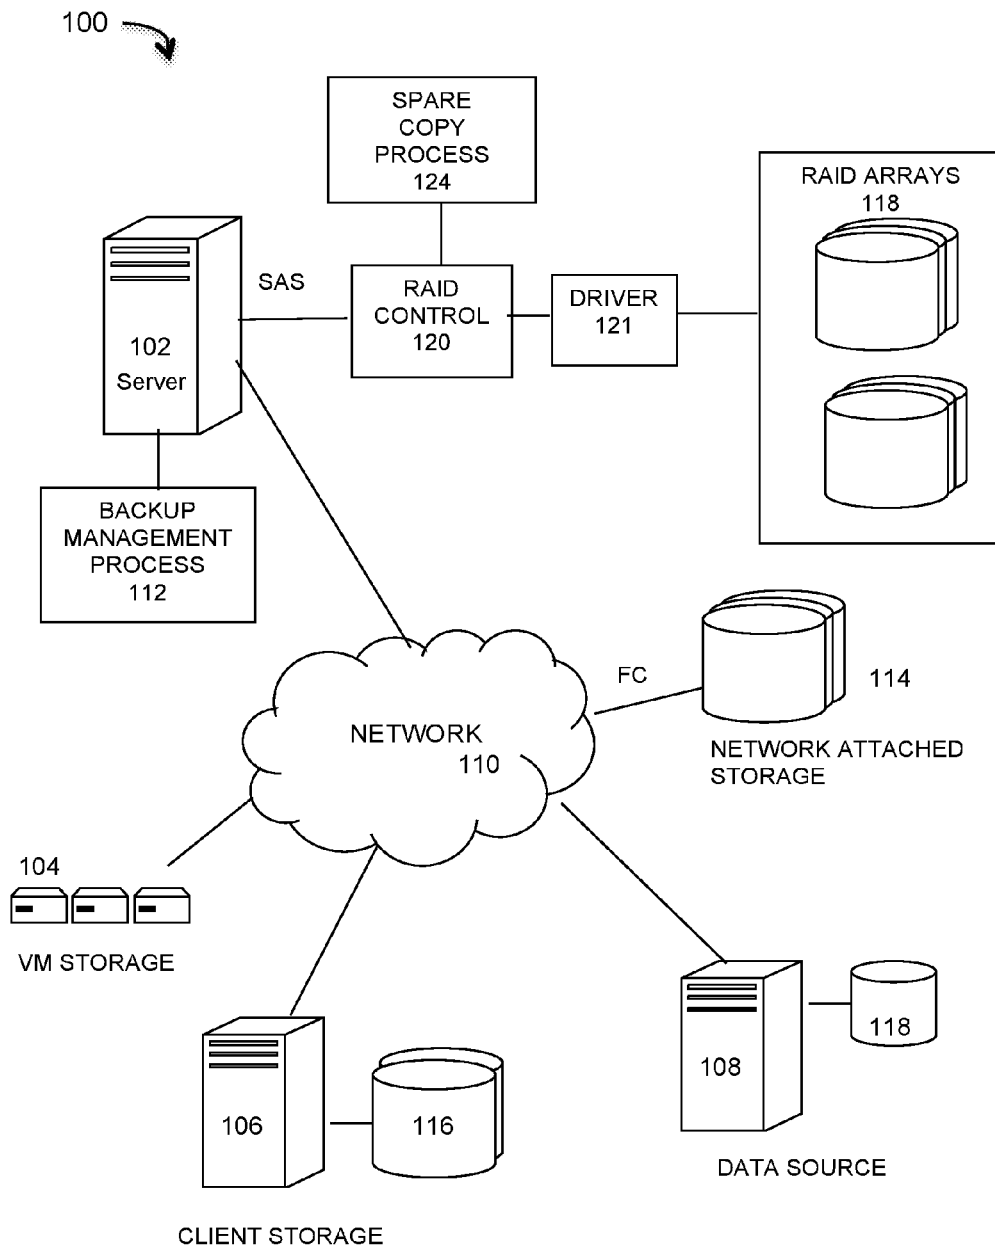 100
SPARE
COPY
PROCESS
124
RAID ARRAYS
118
SAS
RAID
CONTROL
120
DRIVER
121
102
Server
BACKUP
MANAGEMENT
PROCESS
112
FC
114
NETWORK ATTACHED
STORAGE
NETWORK
110
104
VM STORAGE
118
108
DATA SOURCE
106
116
CLIENT STORAGE